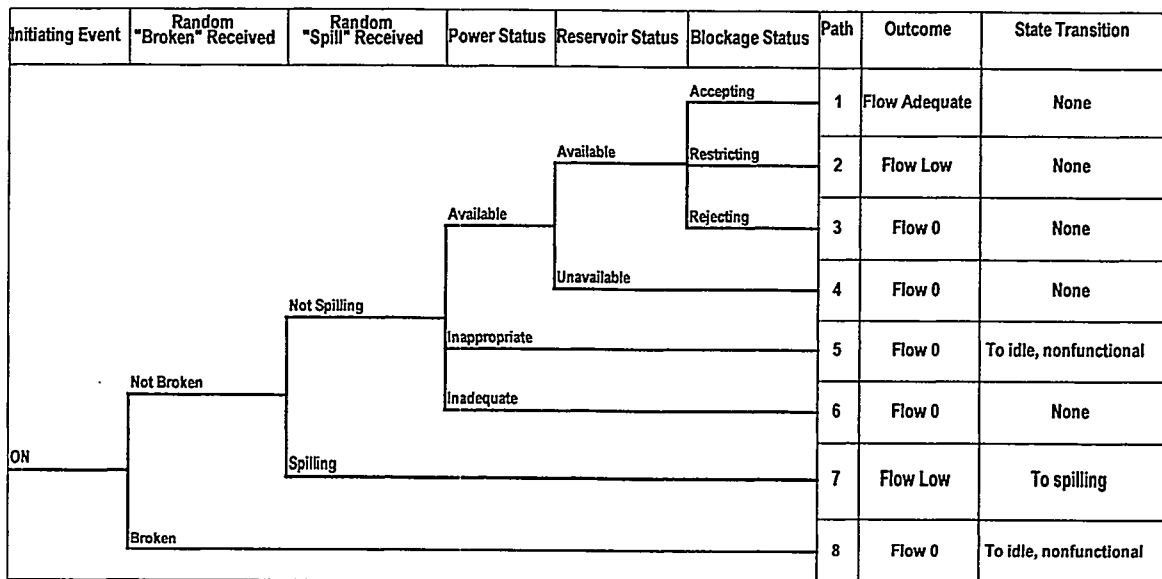 Initiating Event
Random
"Broken" Received
Random
"Spill" Received
Power Status
Reservoir Status
Blockage Status
Path
Outcome
State Transition
Accepting
1
Flow Adequate
None
Available
Restricting
2
Flow Low
None
Available
Rejecting
3
Flow 0
None
Unavailable
4
Flow 0
None
Not Spilling
Inappropriate
5
Flow 0
To idle, nonfunctional
Not Broken
Inadequate
6
Flow 0
None
ON
Spilling
7
Flow Low
To spilling
Broken
8
Flow 0
To idle, nonfunctional